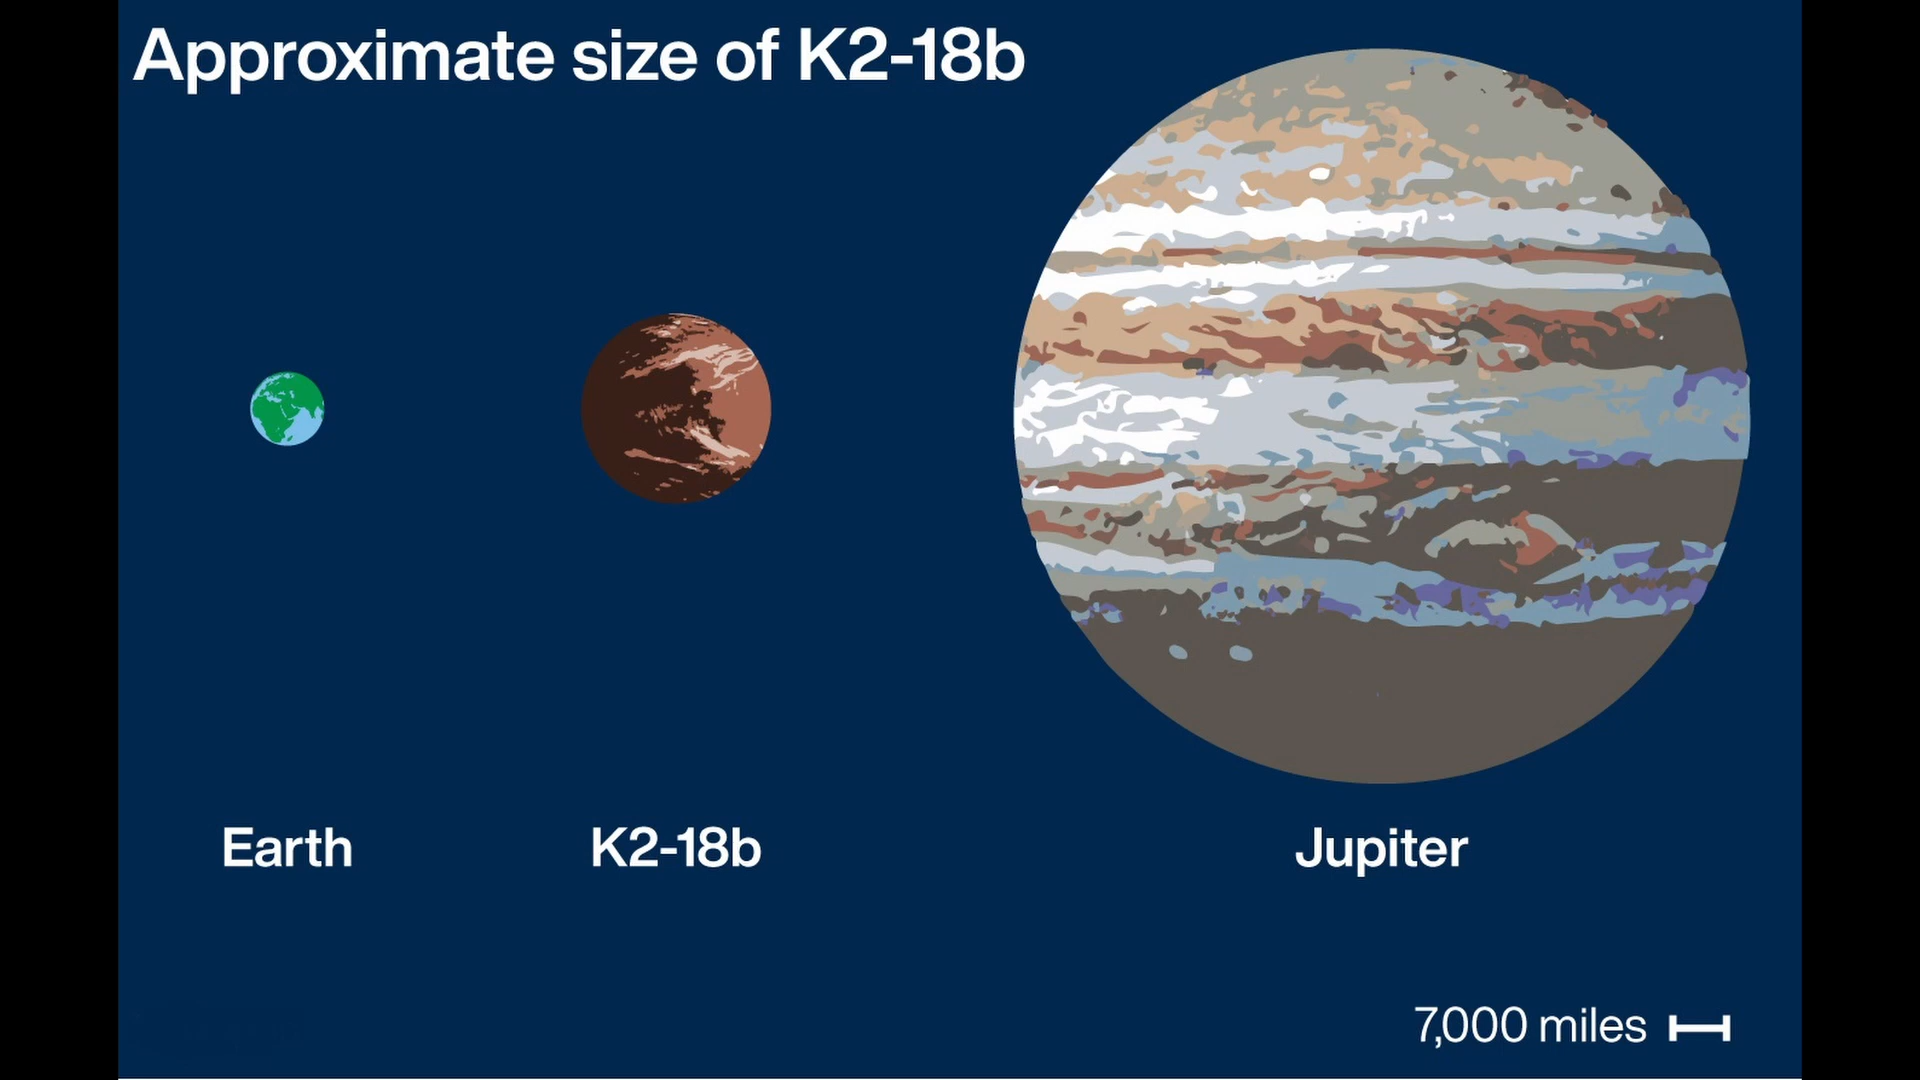 Approximate size of K2-18b
Earth
K2-18b
Jupiter
7,000 miles